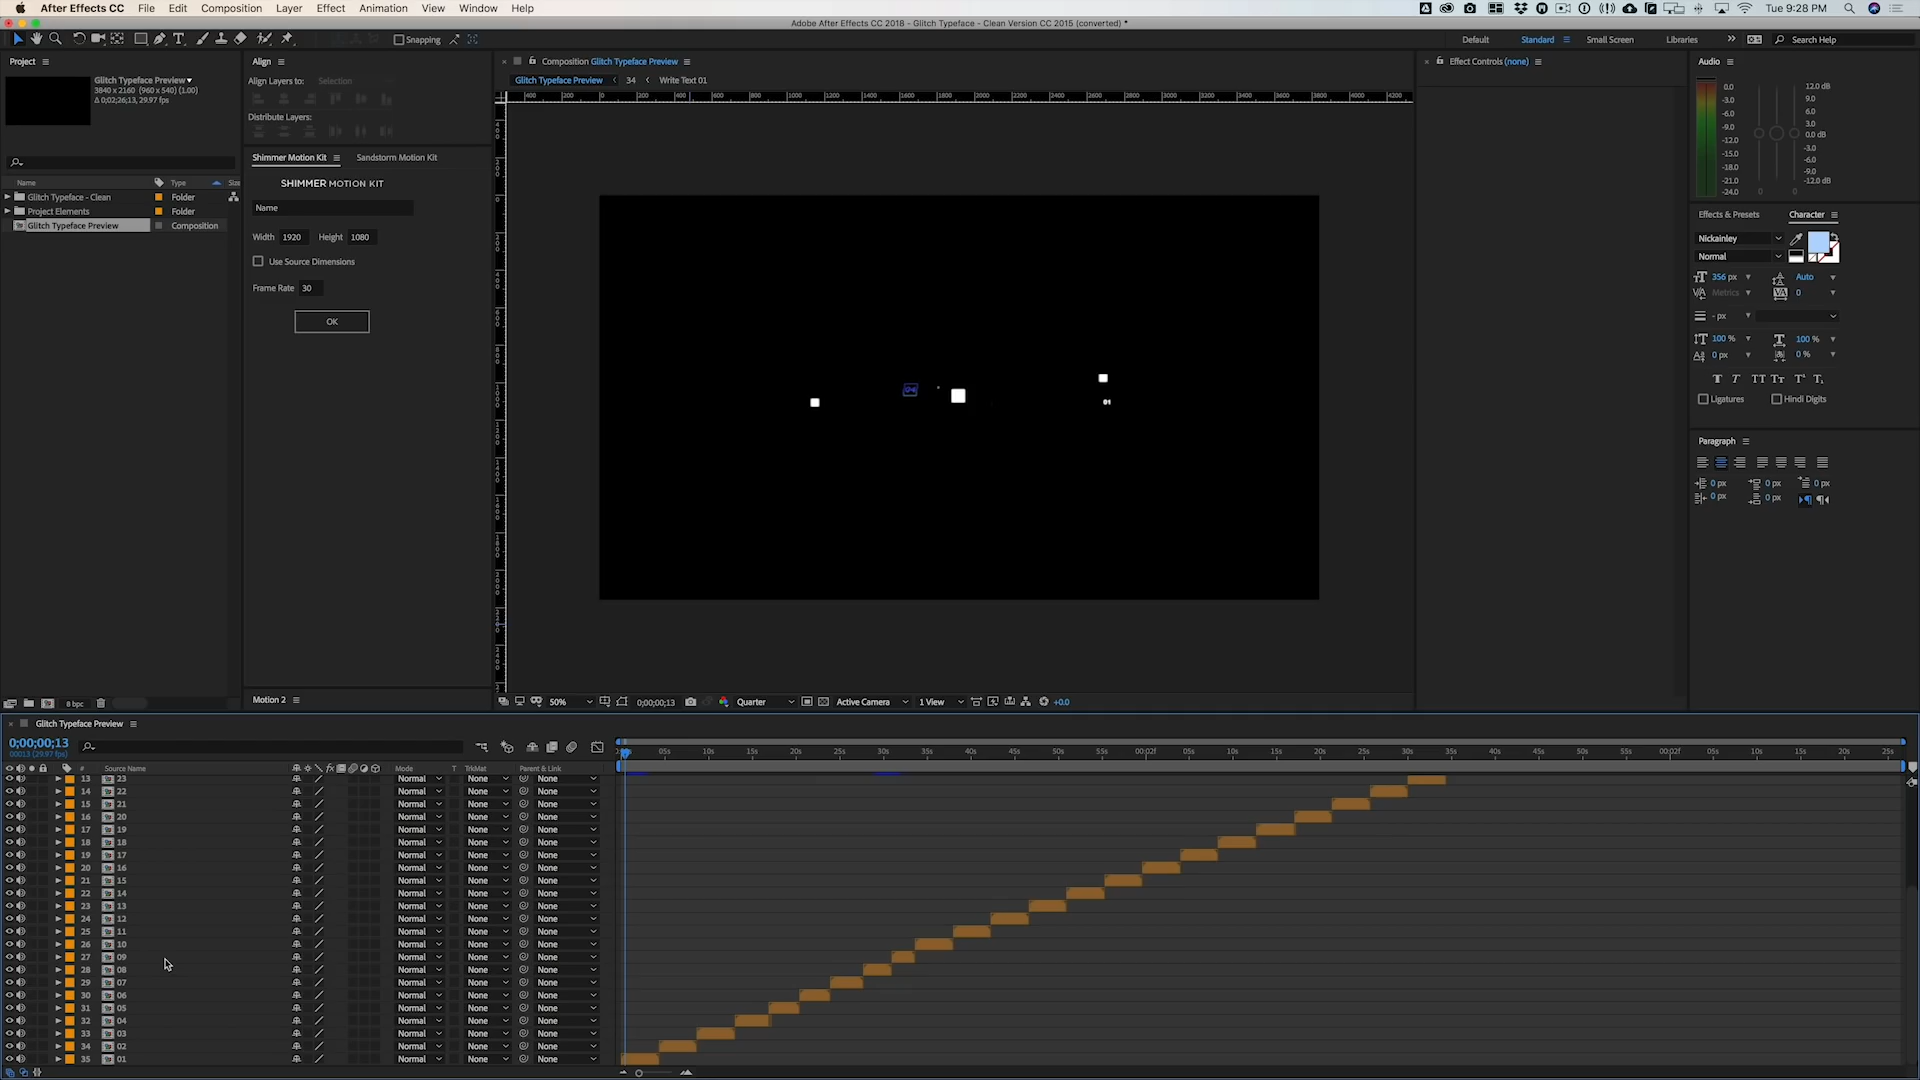 After Effects CC File Edit Composition Layer Effect Animation View Window Help Tue 9:28 PM
Adobe After Effects CC 2018 - Glitch Typeface - Clean Version CC 2015 (converted) *
Snapping Default Standard Small Screen Libraries Search Help
Project
Glitch Typeface Preview
3840 x 2160 (960 x 540) (1.00)
Δ 0;02;26;13, 29.97 fps
Name Type Size
Glitch Typeface - Clean Folder
Project Elements Folder
Glitch Typeface Preview Composition
8 bpc
Align
Align Layers to: Selection
Distribute Layers:
Shimmer Motion Kit Sandstorm Motion Kit
SHIMMER MOTION KIT
Name
Width 1920 Height 1080
Use Source Dimensions
Frame Rate 30
OK
Motion 2
Composition Glitch Typeface Preview
Glitch Typeface Preview 34 Write Text 01
01
50% 0;00;00;13 Quarter Active Camera 1 View +0.0
Effect Controls (none)
Audio
0.0 12.0 dB
-3.0 9.0
-6.0 6.0
-9.0 3.0
-12.0 0.0 dB
-15.0 -3.0
-18.0 -6.0
-21.0 -9.0
-24.0 -12.0 dB
0 0
Effects & Presets Character
Nickainley
Normal
356 px Auto
Metrics 0
- px
100 % 100 %
0 px 0 %
Ligatures Hindi Digits
Paragraph
0 px 0 px 0 px
0 px 0 px
Glitch Typeface Preview
0;00;00;13
00013 (29.97 fps)
05s 10s 15s 20s 25s 30s 35s 40s 45s 50s 55s 00:02f 05s 10s 15s 20s 25s 30s 35s 40s 45s 50s 55s 00:02f 05s 10s 15s 20s 25s
# Source Name Mode T TrkMat Parent & Link
13 23 Normal None None
14 22 Normal None None
15 21 Normal None None
16 20 Normal None None
17 19 Normal None None
18 18 Normal None None
19 17 Normal None None
20 16 Normal None None
21 15 Normal None None
22 14 Normal None None
23 13 Normal None None
24 12 Normal None None
25 11 Normal None None
26 10 Normal None None
27 09 Normal None None
28 08 Normal None None
29 07 Normal None None
30 06 Normal None None
31 05 Normal None None
32 04 Normal None None
33 03 Normal None None
34 02 Normal None None
35 01 Normal None None